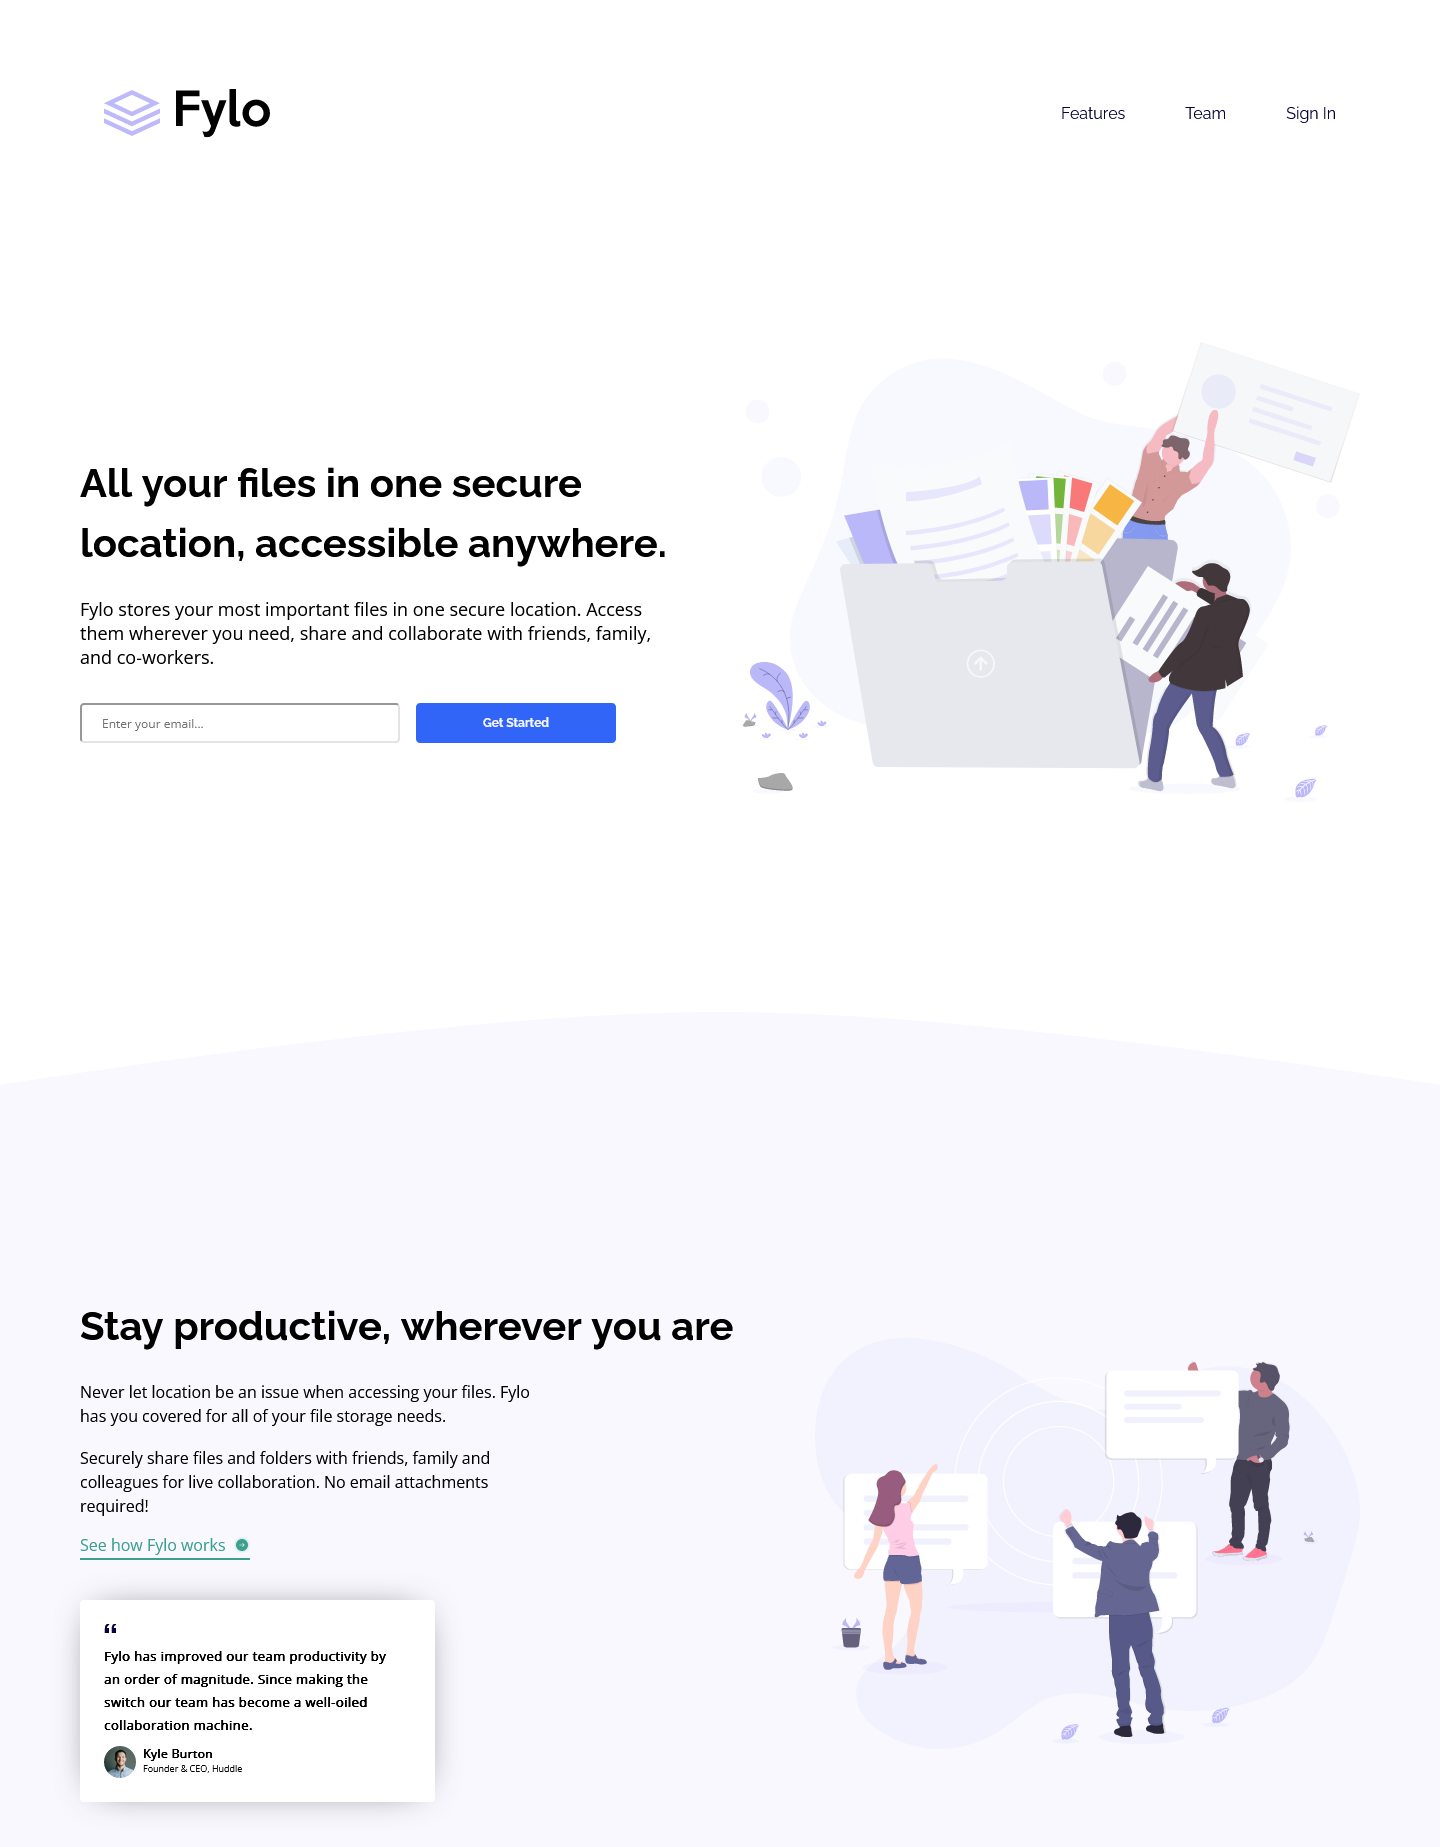 Fylo
Features Team Sign In
All your files in one secure
location, accessible anywhere.
Fylo stores your most important files in one secure location. Access
them wherever you need, share and collaborate with friends, family,
and co-workers.
Enter your email...
Get Started
Stay productive, wherever you are
Never let location be an issue when accessing your files. Fylo
has you covered for all of your file storage needs.
Securely share files and folders with friends, family and
colleagues for live collaboration. No email attachments
required!
See how Fylo works
“
Fylo has improved our team productivity by
an order of magnitude. Since making the
switch our team has become a well-oiled
collaboration machine.
Kyle Burton
Founder & CEO, Huddle